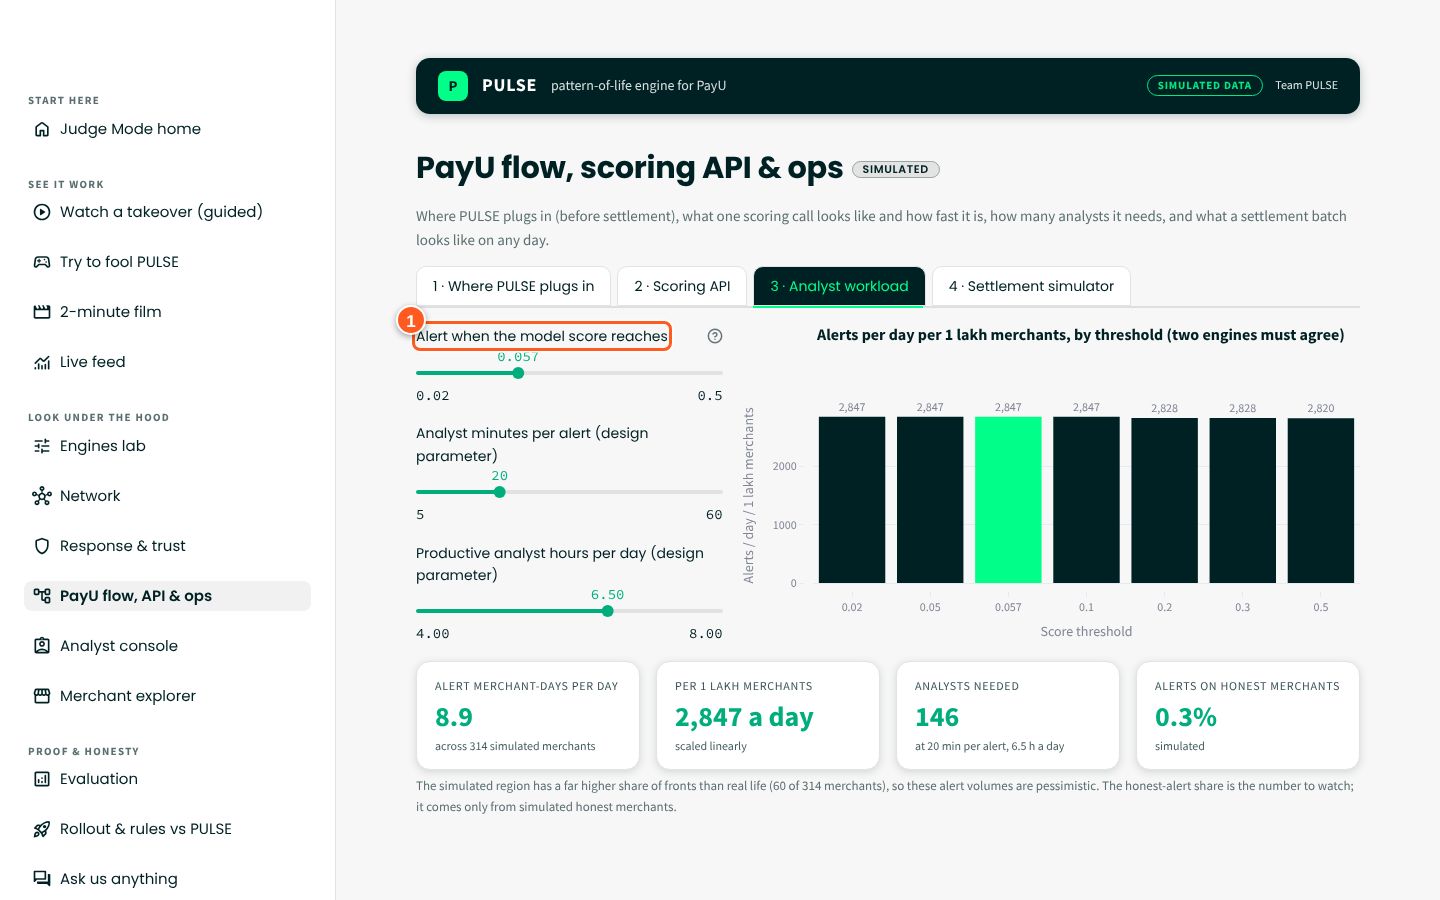 START HERE
Judge Mode home
SEE IT WORK
Watch a takeover (guided)
Try to fool PULSE
2-minute film
Live feed
LOOK UNDER THE HOOD
Engines lab
Network
Response & trust
PayU flow, API & ops
Analyst console
Merchant explorer
PROOF & HONESTY
Evaluation
Rollout & rules vs PULSE
Ask us anything
P PULSE pattern-of-life engine for PayU SIMULATED DATA Team PULSE
PayU flow, scoring API & ops SIMULATED
Where PULSE plugs in (before settlement), what one scoring call looks like and how fast it is, how many analysts it needs, and what a settlement batch
looks like on any day.
1 · Where PULSE plugs in 2 · Scoring API 3 · Analyst workload 4 · Settlement simulator
1
Alert when the model score reaches ?
0.057
0.02 0.5
Analyst minutes per alert (design
parameter)
20
5 60
Productive analyst hours per day (design
parameter)
6.50
4.00 8.00
Alerts per day per 1 lakh merchants, by threshold (two engines must agree)
2,847 2,847 2,847 2,847 2,828 2,828 2,820
Alerts / day / 1 lakh merchants
2000
1000
0
0.02 0.05 0.057 0.1 0.2 0.3 0.5
Score threshold
ALERT MERCHANT-DAYS PER DAY
8.9
across 314 simulated merchants
PER 1 LAKH MERCHANTS
2,847 a day
scaled linearly
ANALYSTS NEEDED
146
at 20 min per alert, 6.5 h a day
ALERTS ON HONEST MERCHANTS
0.3%
simulated
The simulated region has a far higher share of fronts than real life (60 of 314 merchants), so these alert volumes are pessimistic. The honest-alert share is the number to watch;
it comes only from simulated honest merchants.